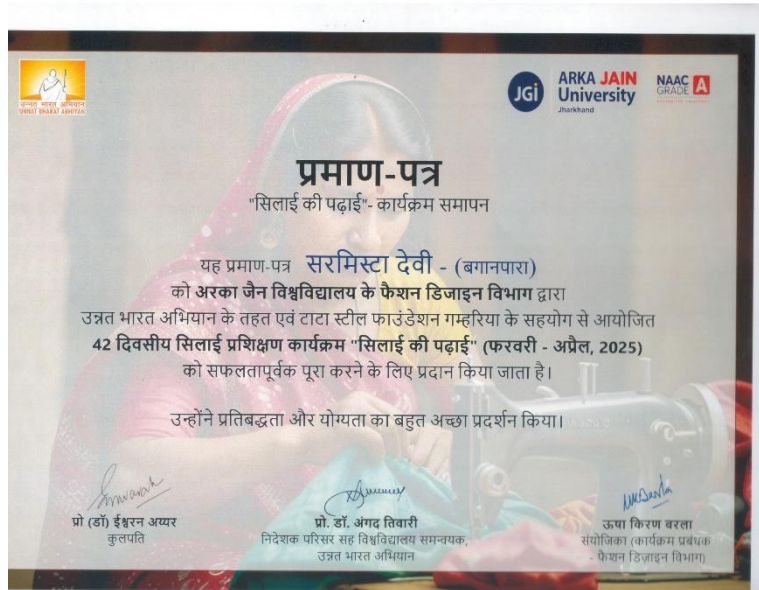 उन्नत भारत अभियान
UNNAT BHARAT ABHIYAN
JGi
ARKA JAIN
University
Jharkhand
NAAC
GRADE A
प्रमाण-पत्र
"सिलाई की पढ़ाई"- कार्यक्रम समापन
यह प्रमाण-पत्र सरमिस्टा देवी - (बगानपारा)
को अरका जैन विश्वविद्यालय के फैशन डिजाइन विभाग द्वारा
उन्नत भारत अभियान के तहत एवं टाटा स्टील फाउंडेशन गम्हरिया के सहयोग से आयोजित
42 दिवसीय सिलाई प्रशिक्षण कार्यक्रम "सिलाई की पढ़ाई" (फरवरी - अप्रैल, 2025)
को सफलतापूर्वक पूरा करने के लिए प्रदान किया जाता है।
उन्होंने प्रतिबद्धता और योग्यता का बहुत अच्छा प्रदर्शन किया।
प्रो (डॉ) ईश्वरन अय्यर
कुलपति
प्रो. डॉ. अंगद तिवारी
निदेशक परिसर सह विश्वविद्यालय समन्वयक,
उन्नत भारत अभियान
ऊषा किरण बरला
संयोजिका (कार्यक्रम प्रबंधक
- फैशन डिज़ाइन विभाग)